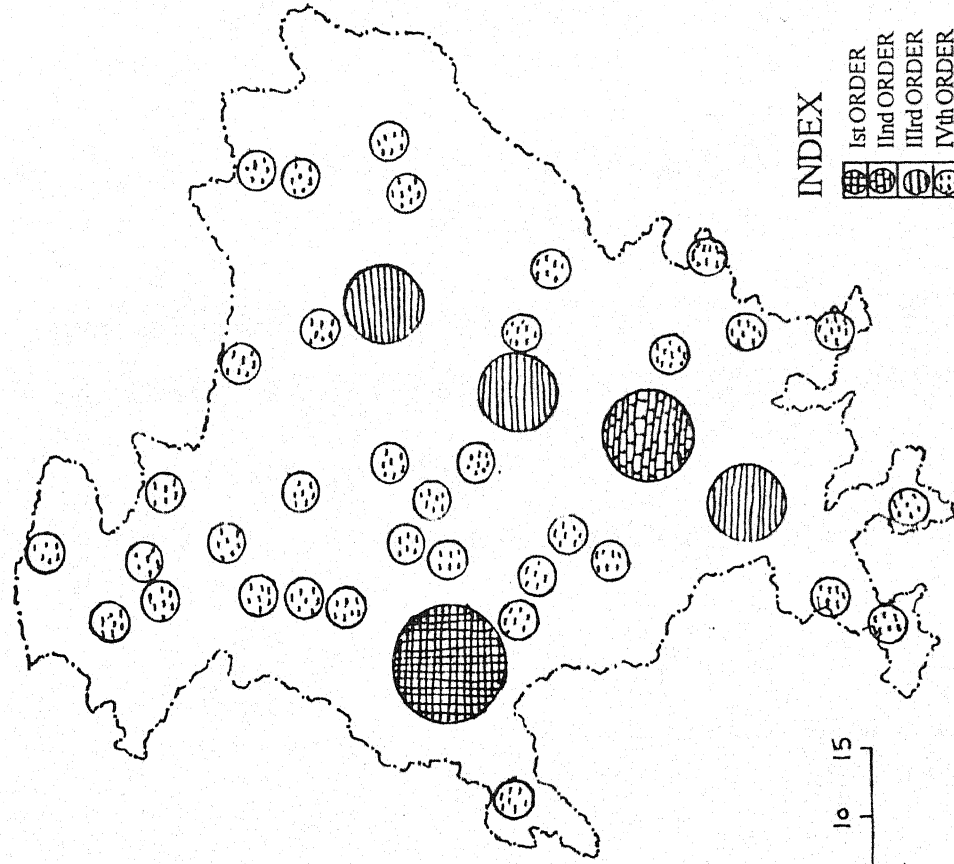 INDEX
Ist ORDER
IInd ORDER
IIIrd ORDER
IVth ORDER
10 15